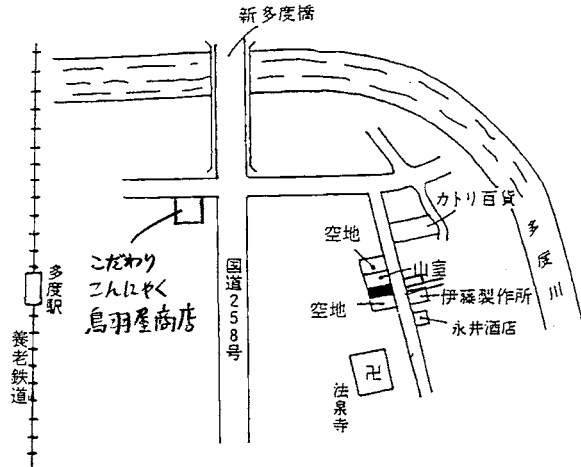 新多度橋
カトリ百貨
多度川
空地
山室
伊藤製作所
空地
永井酒店
卍
法泉寺
国道258号
こだわり
こんにゃく
鳥羽屋商店
多度駅
養老鉄道